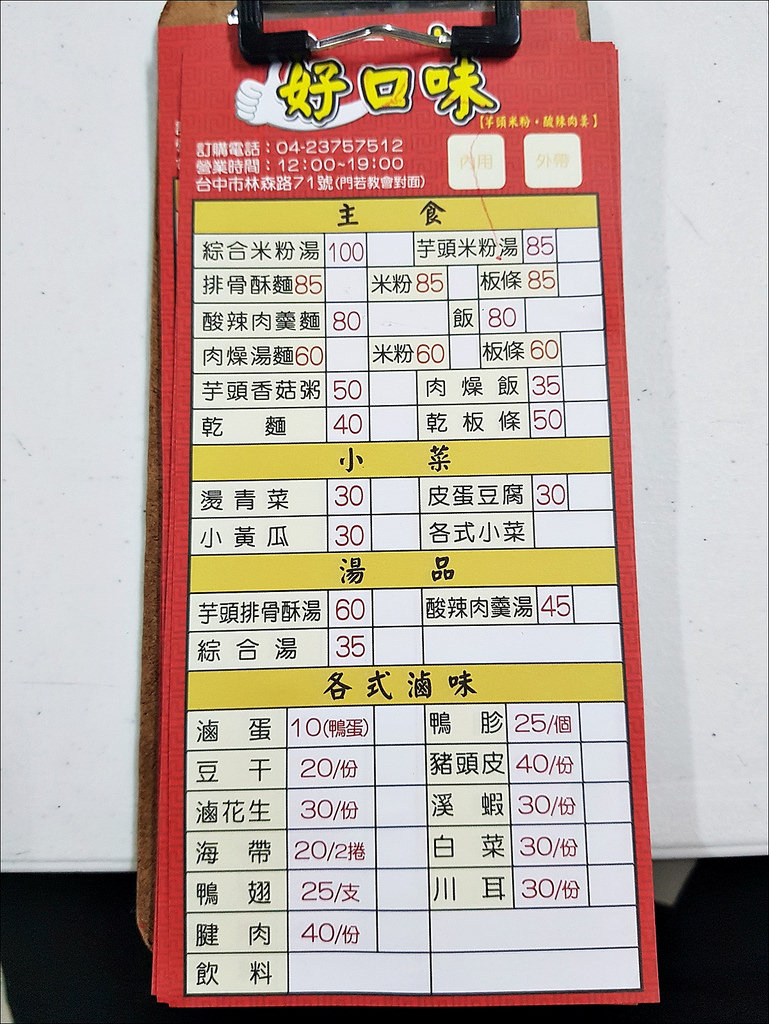 好口味
【芋頭米粉・酸辣肉羹】
訂購電話：04-23757512
營業時間：12:00~19:00
台中市林森路71號(門若教會對面)
內用 外帶
主 食
綜合米粉湯 100 芋頭米粉湯 85
排骨酥麵 85 米粉 85 板條 85
酸辣肉羹麵 80 飯 80
肉燥湯麵 60 米粉 60 板條 60
芋頭香菇粥 50 肉燥飯 35
乾麵 40 乾板條 50
小 菜
燙青菜 30 皮蛋豆腐 30
小黃瓜 30 各式小菜
湯 品
芋頭排骨酥湯 60 酸辣肉羹湯 45
綜合湯 35
各式滷味
滷蛋 10(鴨蛋) 鴨胗 25/個
豆干 20/份 豬頭皮 40/份
滷花生 30/份 溪蝦 30/份
海帶 20/2捲 白菜 30/份
鴨翅 25/支 川耳 30/份
腱肉 40/份
飲料